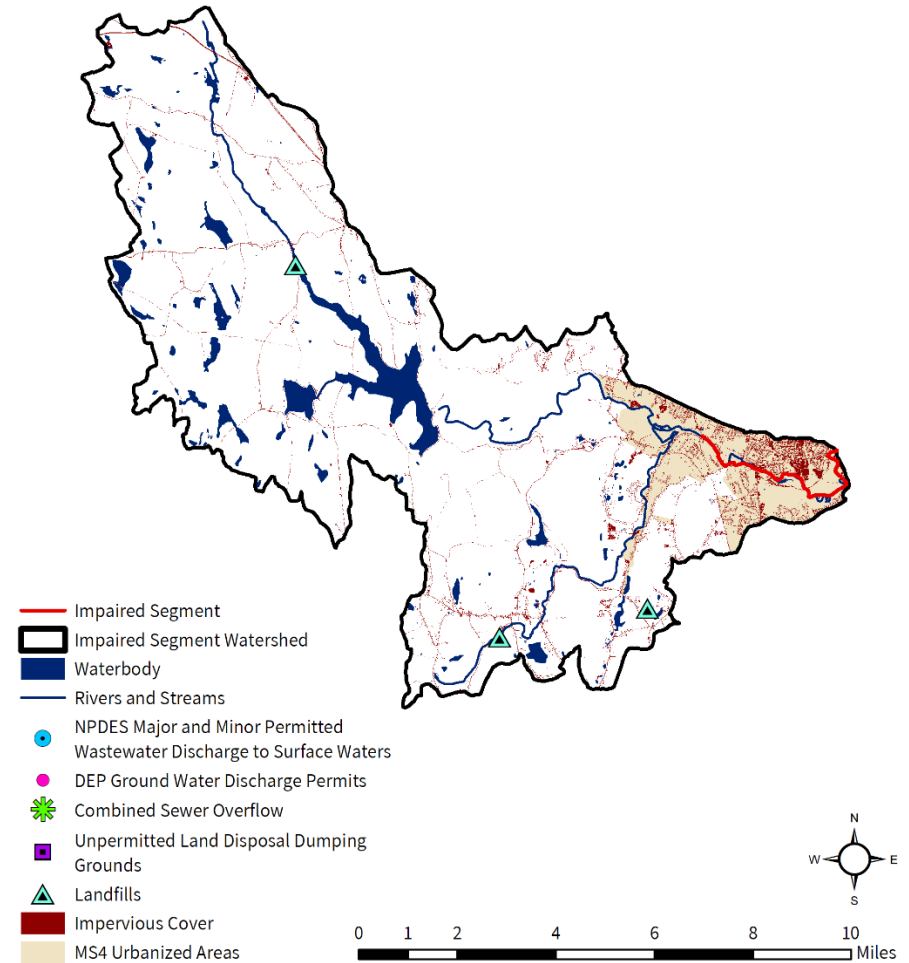 Impaired Segment
Impaired Segment Watershed
Waterbody
Rivers and Streams
NPDES Major and Minor Permitted
Wastewater Discharge to Surface Waters
DEP Ground Water Discharge Permits
Combined Sewer Overflow
Unpermitted Land Disposal Dumping
Grounds
Landfills
Impervious Cover
MS4 Urbanized Areas
N
W E
S
0 1 2 4 6 8 10
Miles